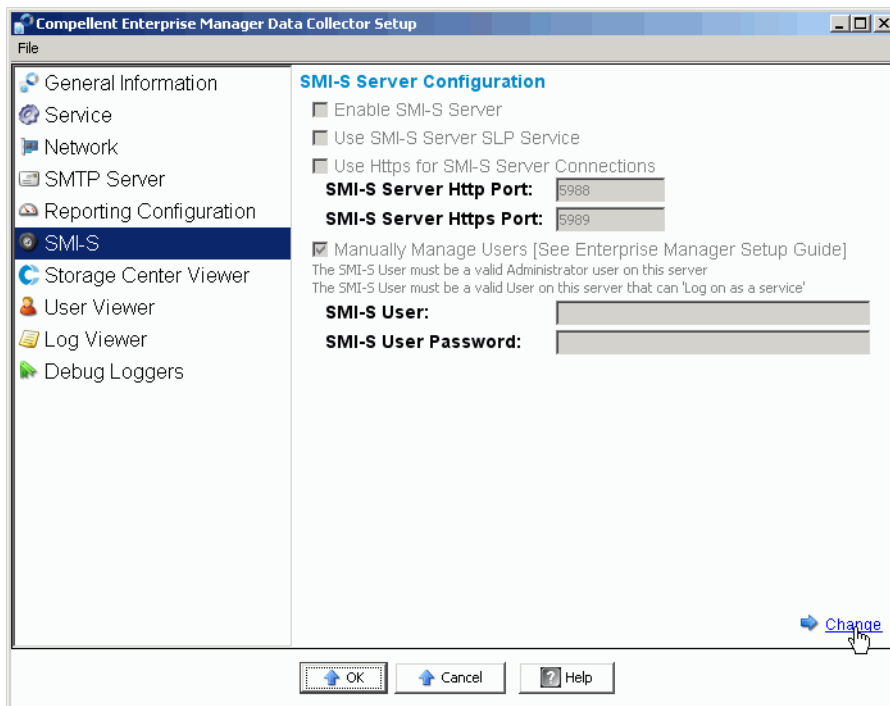 Compellent Enterprise Manager Data Collector Setup
File
General Information
Service
Network
SMTP Server
Reporting Configuration
SMI-S
Storage Center Viewer
User Viewer
Log Viewer
Debug Loggers
SMI-S Server Configuration
Enable SMI-S Server
Use SMI-S Server SLP Service
Use Https for SMI-S Server Connections
SMI-S Server Http Port: 5988
SMI-S Server Https Port: 5989
Manually Manage Users [See Enterprise Manager Setup Guide]
The SMI-S User must be a valid Administrator user on this server
The SMI-S User must be a valid User on this server that can 'Log on as a service'
SMI-S User:
SMI-S User Password:
Change
OK Cancel ? Help